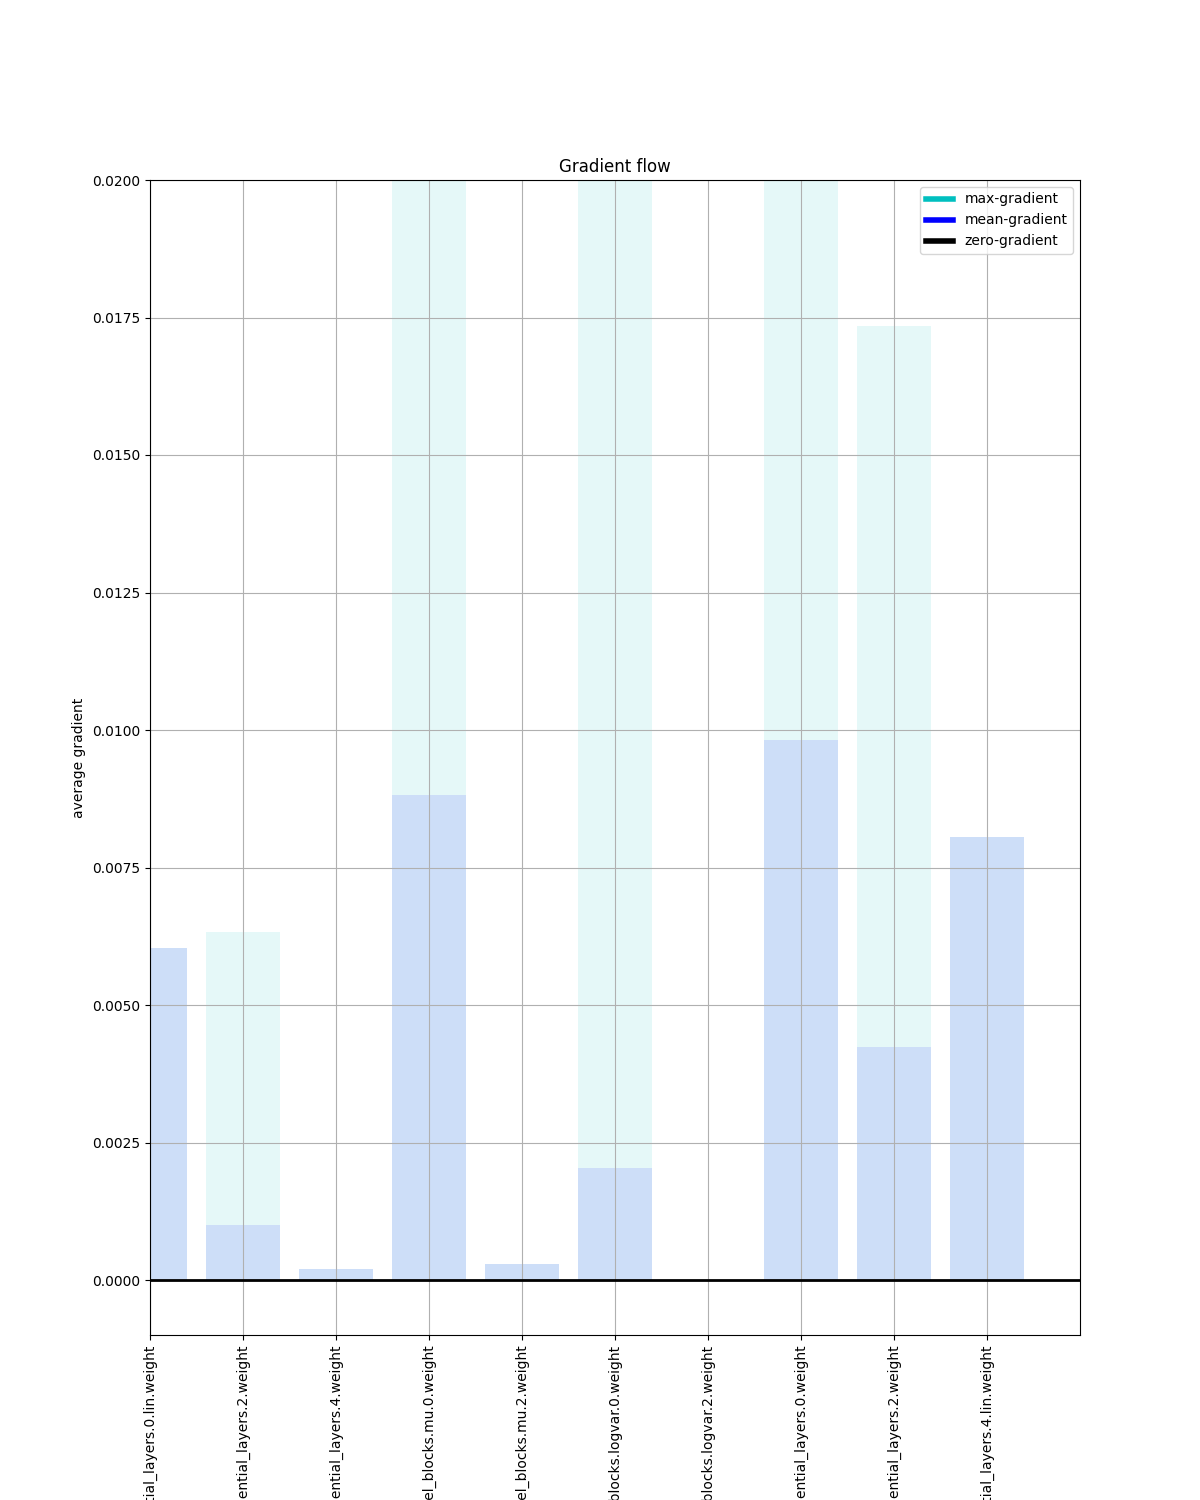 Gradient flow
max-gradient
mean-gradient
zero-gradient
0.0200
0.0175
0.0150
0.0125
0.0100
0.0075
0.0050
0.0025
0.0000
average gradient
tial_layers.0.lin.weight
ential_layers.2.weight
ential_layers.4.weight
el_blocks.mu.0.weight
el_blocks.mu.2.weight
blocks.logvar.0.weight
blocks.logvar.2.weight
ential_layers.0.weight
ential_layers.2.weight
tial_layers.4.lin.weight